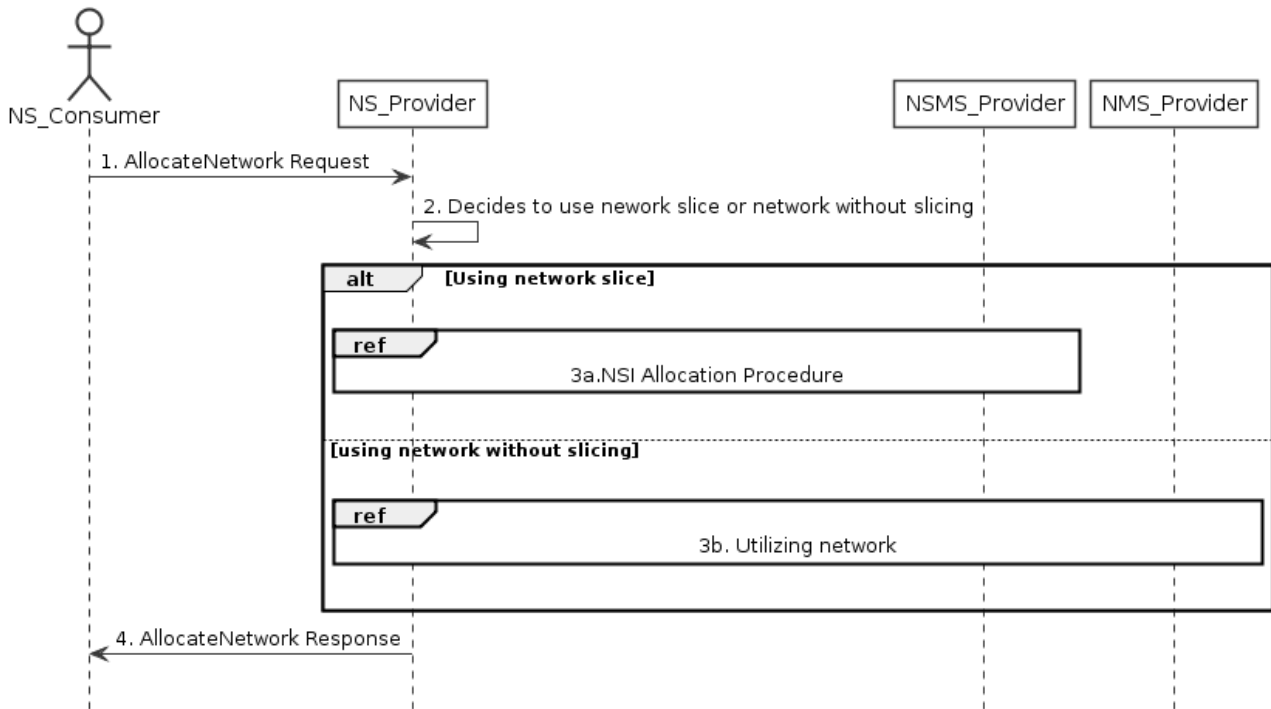 NS_Consumer
NS_Provider
NSMS_Provider
NMS_Provider
1. AllocateNetwork Request
2. Decides to use nework slice or network without slicing
alt
[Using network slice]
ref
3a.NSI Allocation Procedure
[using network without slicing]
ref
3b. Utilizing network
4. AllocateNetwork Response